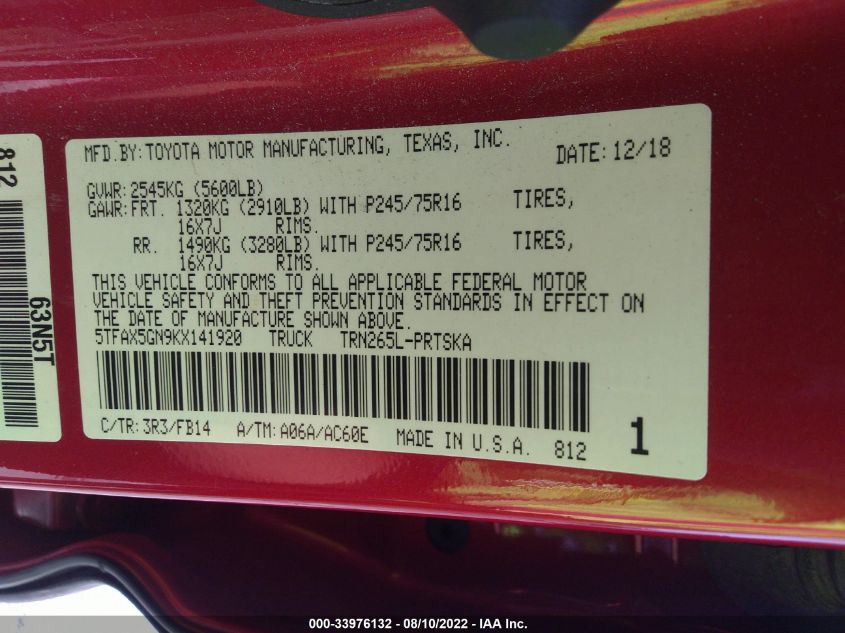 MFD.BY:TOYOTA MOTOR MANUFACTURING, TEXAS, INC. DATE:12/18
GVWR:2545KG (5600LB)
GAWR:FRT. 1320KG (2910LB) WITH P245/75R16 TIRES,
16X7J RIMS.
RR. 1490KG (3280LB) WITH P245/75R16 TIRES,
16X7J RIMS.
THIS VEHICLE CONFORMS TO ALL APPLICABLE FEDERAL MOTOR
VEHICLE SAFETY AND THEFT PREVENTION STANDARDS IN EFFECT ON
THE DATE OF MANUFACTURE SHOWN ABOVE.
5TFAX5GN9KX141920 TRUCK TRN265L-PRTSKA
C/TR:3R3/FB14 A/TM:A06A/AC60E MADE IN U.S.A. 812 1
812
63N5T
000-33976132 - 08/10/2022 - IAA Inc.